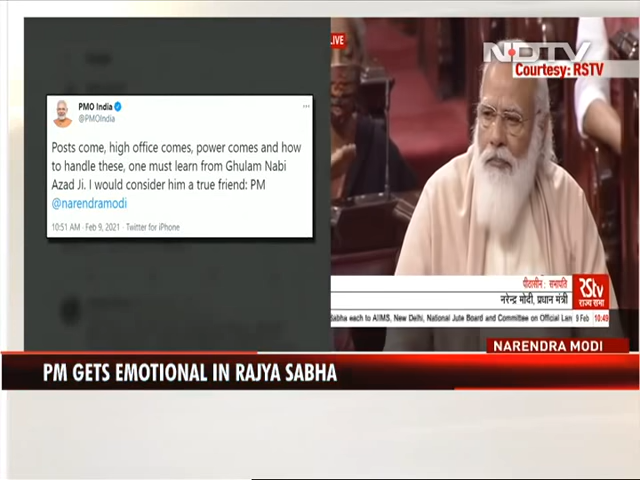 LIVE
NDTV
Courtesy: RSTV
PMO India
@PMOIndia
Posts come, high office comes, power comes and how
to handle these, one must learn from Ghulam Nabi
Azad Ji. I would consider him a true friend: PM
@narendramodi
10:51 AM · Feb 9, 2021 · Twitter for iPhone
पीठासीन : सभापति
नरेन्द्र मोदी, प्रधान मंत्री
RStv
राज्य सभा
Sabha each to AIIMS, New Delhi, National Jute Board and Committee on Official Lan
9 Feb
10:49
NARENDRA MODI
PM GETS EMOTIONAL IN RAJYA SABHA